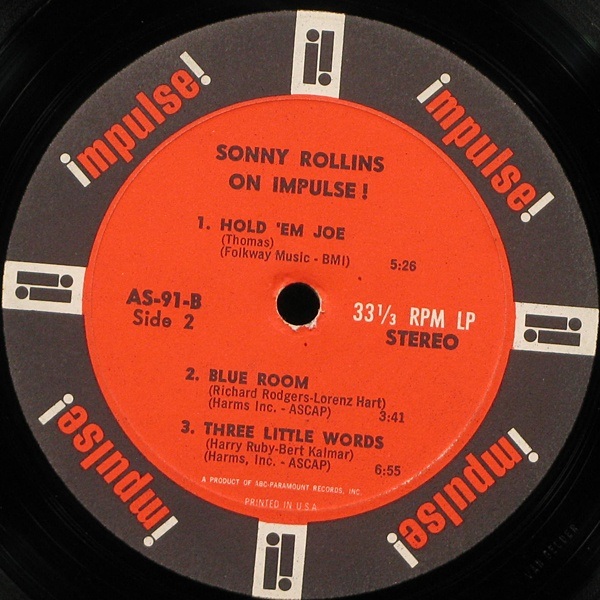 impulse!
impulse!
SONNY ROLLINS
ON IMPULSE!
1. HOLD 'EM JOE
(Thomas)
(Folkway Music - BMI) 5:26
AS-91-B
Side 2
33⅓ RPM LP
STEREO
2. BLUE ROOM
(Richard Rodgers-Lorenz Hart)
(Harms Inc. - ASCAP) 3:41
3. THREE LITTLE WORDS
(Harry Ruby-Bert Kalmar)
(Harms, Inc. - ASCAP) 6:55
A PRODUCT OF ABC-PARAMOUNT RECORDS, INC.
PRINTED IN U.S.A.
impulse!
impulse!